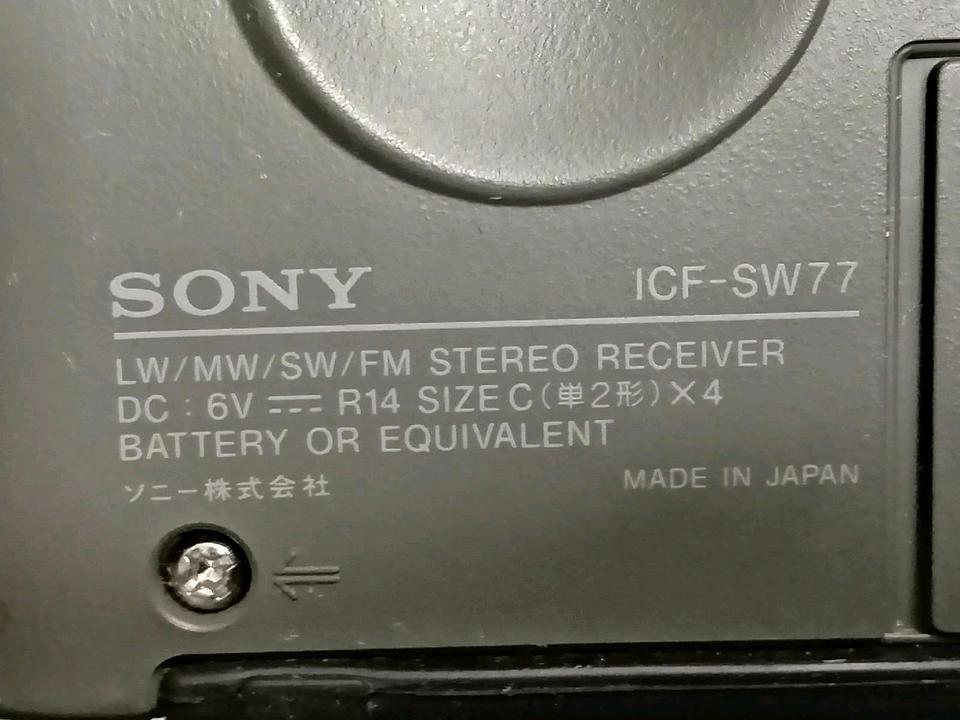 SONY ICF-SW77
LW/MW/SW/FM STEREO RECEIVER
DC : 6V ⎓ R14 SIZE C (単2形)×4
BATTERY OR EQUIVALENT
ソニー株式会社 MADE IN JAPAN